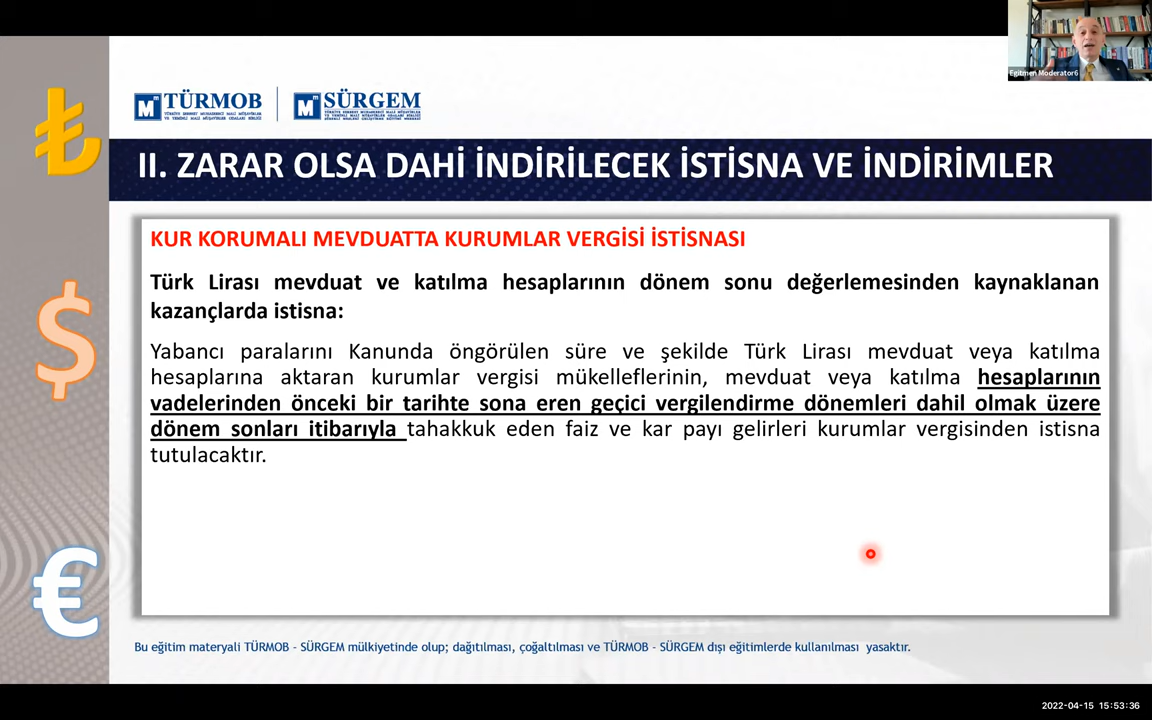 Egitmen Moderator6
TÜRMOB
SÜRGEM
II. ZARAR OLSA DAHİ İNDİRİLECEK İSTİSNA VE İNDİRİMLER
KUR KORUMALI MEVDUATTA KURUMLAR VERGİSİ İSTİSNASI
Türk Lirası mevduat ve katılma hesaplarının dönem sonu değerlemesinden kaynaklanan
kazançlarda istisna:
Yabancı paralarını Kanunda öngörülen süre ve şekilde Türk Lirası mevduat veya katılma
hesaplarına aktaran kurumlar vergisi mükelleflerinin, mevduat veya katılma hesaplarının
vadelerinden önceki bir tarihte sona eren geçici vergilendirme dönemleri dahil olmak üzere
dönem sonları itibarıyla tahakkuk eden faiz ve kar payı gelirleri kurumlar vergisinden istisna
tutulacaktır.
Bu eğitim materyali TÜRMOB - SÜRGEM mülkiyetinde olup; dağıtılması, çoğaltılması ve TÜRMOB - SÜRGEM dışı eğitimlerde kullanılması yasaktır.
2022-04-15 15:53:36